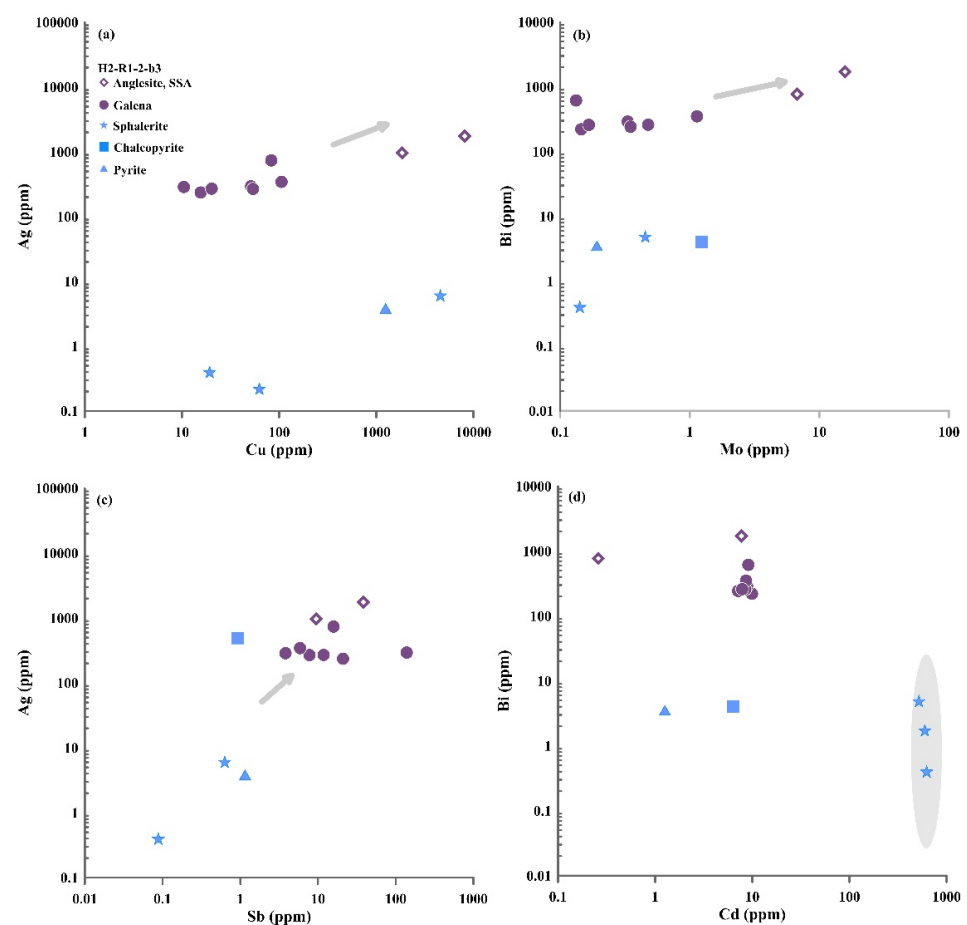 (a)
H2-R1-2-b3
Anglesite, SSA
Galena
Sphalerite
Chalcopyrite
Pyrite
100000
10000
1000
100
10
1
0.1
Ag (ppm)
1 10 100 1000 10000
Cu (ppm)
(b)
10000
1000
100
10
1
0.1
0.01
Bi (ppm)
0.1 1 10 100
Mo (ppm)
(c)
100000
10000
1000
100
10
1
0.1
Ag (ppm)
0.01 0.1 1 10 100 1000
Sb (ppm)
(d)
10000
1000
100
10
1
0.1
0.01
Bi (ppm)
0.1 1 10 100 1000
Cd (ppm)